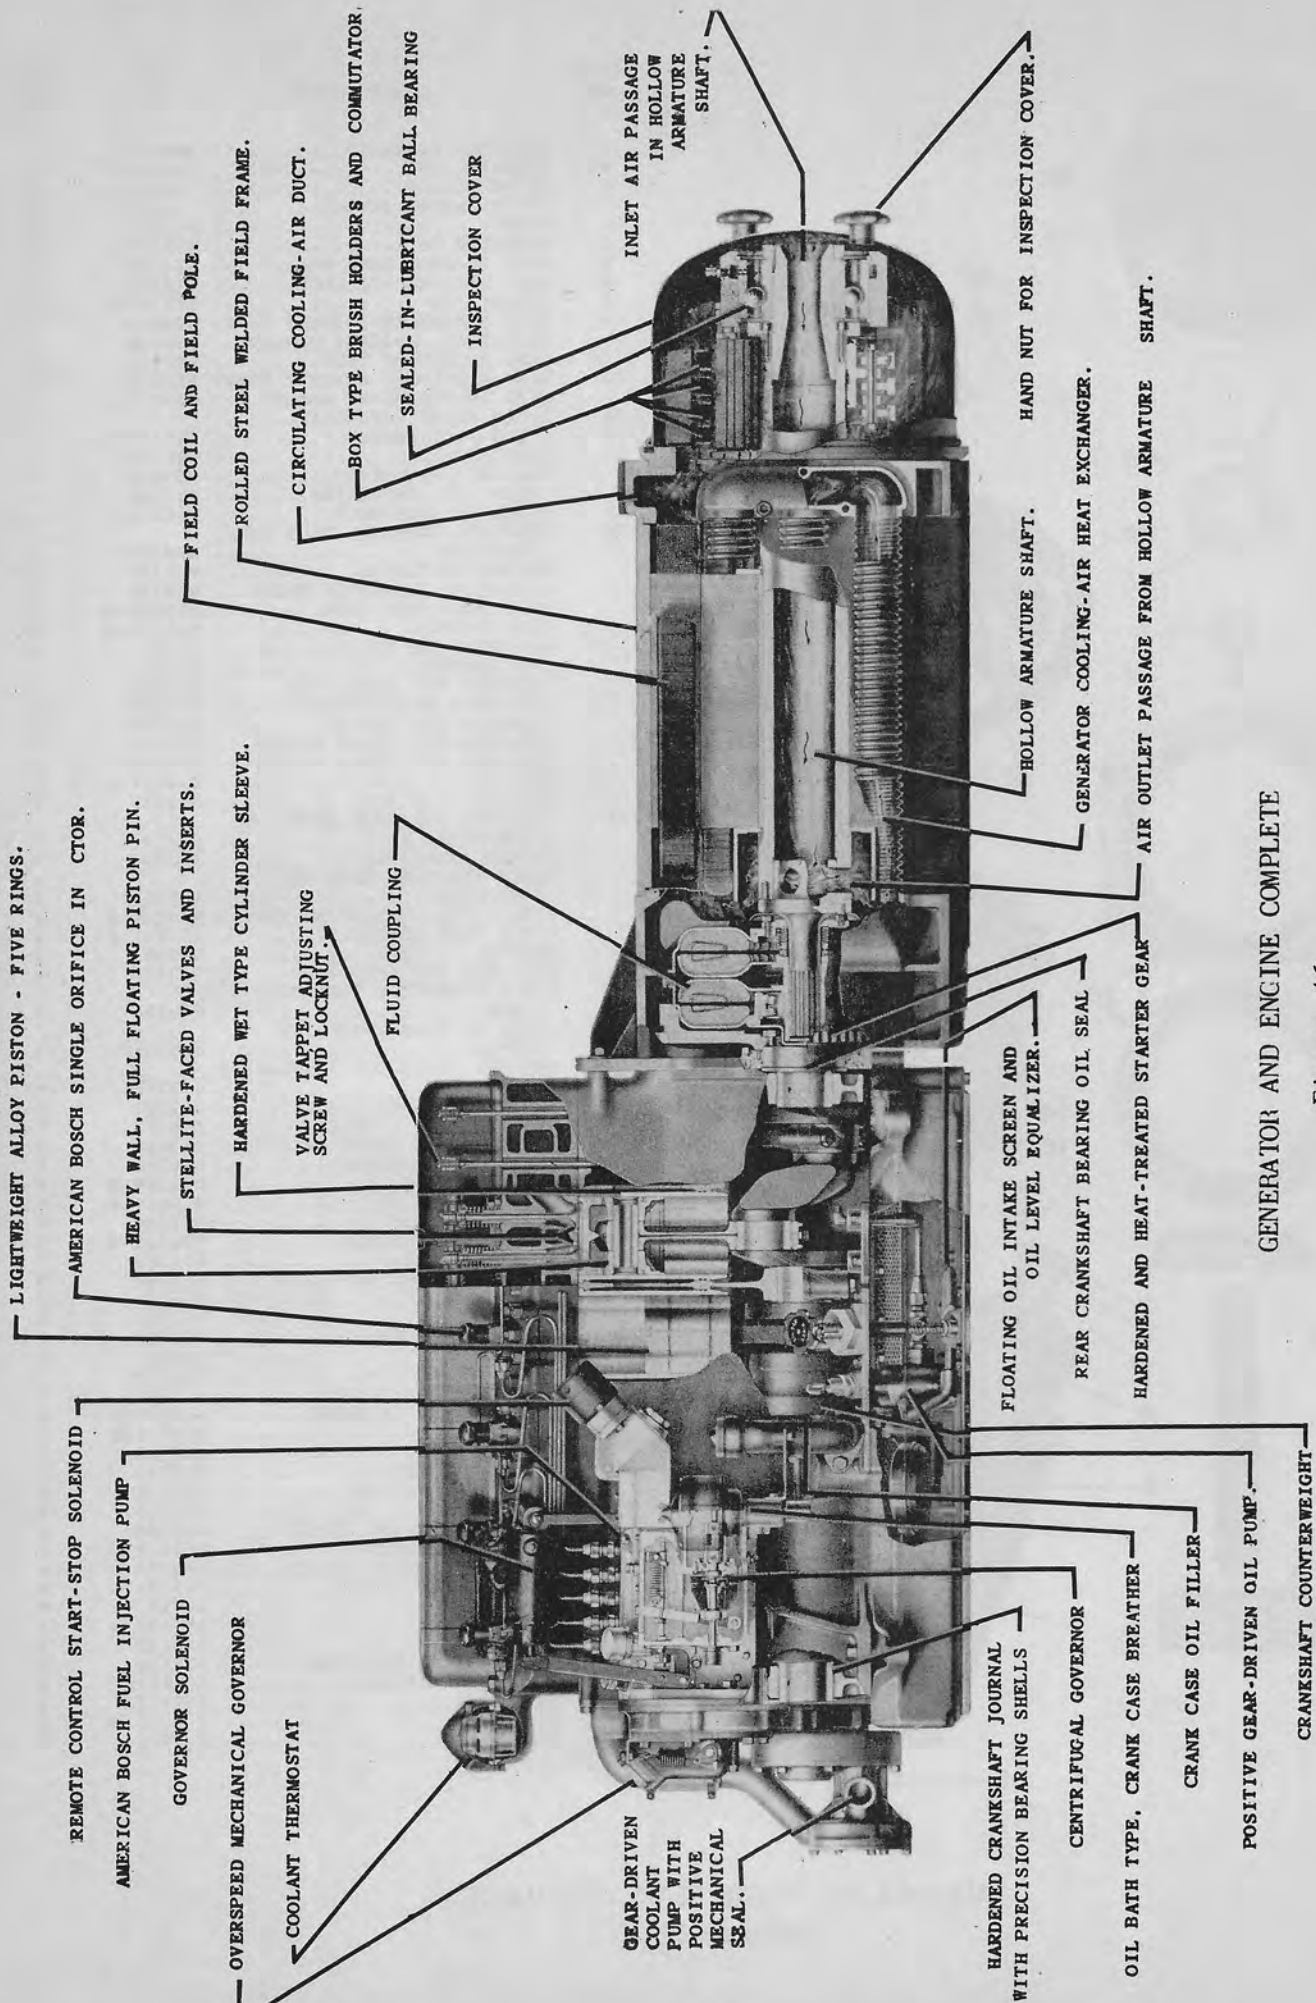 LIGHTWEIGHT ALLOY PISTON - FIVE RINGS.
AMERICAN BOSCH SINGLE ORIFICE IN CTOR.
HEAVY WALL, FULL FLOATING PISTON PIN.
STELLITE-FACED VALVES AND INSERTS.
HARDENED WET TYPE CYLINDER SLEEVE.
VALVE TAPPET ADJUSTING
SCREW AND LOCKNUT.
FLUID COUPLING
FIELD COIL AND FIELD POLE.
ROLLED STEEL WELDED FIELD FRAME.
CIRCULATING COOLING-AIR DUCT.
BOX TYPE BRUSH HOLDERS AND COMMUTATOR
SEALED-IN-LUBRICANT BALL BEARING
INSPECTION COVER
INLET AIR PASSAGE
IN HOLLOW
ARMATURE
SHAFT.
REMOTE CONTROL START-STOP SOLENOID
AMERICAN BOSCH FUEL INJECTION PUMP
GOVERNOR SOLENOID
OVERSPEED MECHANICAL GOVERNOR
COOLANT THERMOSTAT
GEAR-DRIVEN
COOLANT
PUMP WITH
POSITIVE
MECHANICAL
SEAL.
HARDENED CRANKSHAFT JOURNAL
WITH PRECISION BEARING SHELLS
CENTRIFUGAL GOVERNOR
OIL BATH TYPE, CRANK CASE BREATHER
CRANK CASE OIL FILLER
POSITIVE GEAR-DRIVEN OIL PUMP.
CRANKSHAFT COUNTERWEIGHT
FLOATING OIL INTAKE SCREEN AND
OIL LEVEL EQUALIZER.
REAR CRANKSHAFT BEARING OIL SEAL
HARDENED AND HEAT-TREATED STARTER GEAR
HOLLOW ARMATURE SHAFT.
GENERATOR COOLING-AIR HEAT EXCHANGER.
AIR OUTLET PASSAGE FROM HOLLOW ARMATURE SHAFT.
HAND NUT FOR INSPECTION COVER.
GENERATOR AND ENGINE COMPLETE